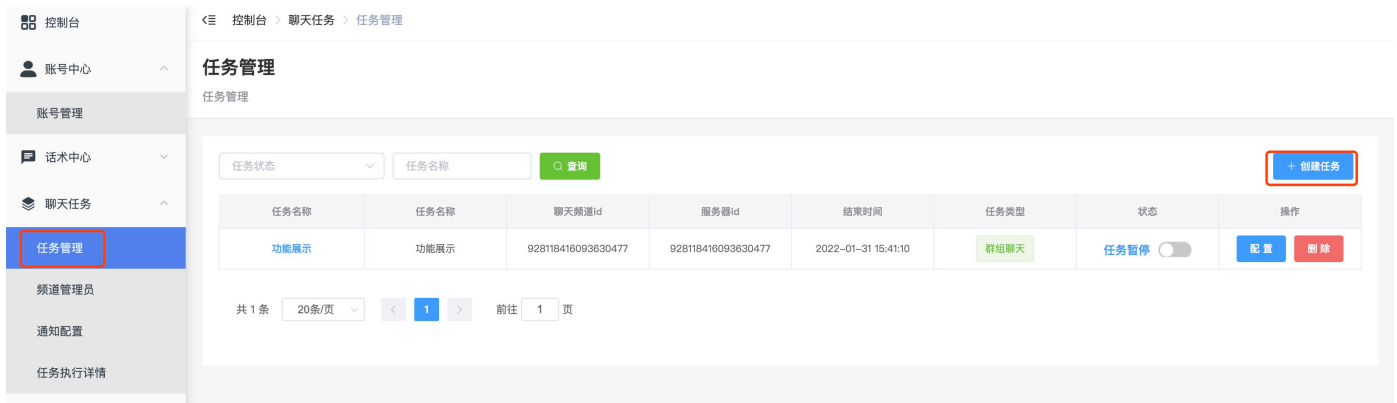 控制台
账号中心
账号管理
话术中心
聊天任务
任务管理
频道管理员
通知配置
任务执行详情
控制台 > 聊天任务 > 任务管理
任务管理
任务管理
任务状态 任务名称 查询 + 创建任务
任务名称 任务名称 聊天频道id 服务器id 结束时间 任务类型 状态 操作
功能展示 功能展示 928118416093630477 928118416093630477 2022-01-31 15:41:10 群组聊天 任务暂停 配置 删除
共 1 条 20条/页 < 1 > 前往 1 页